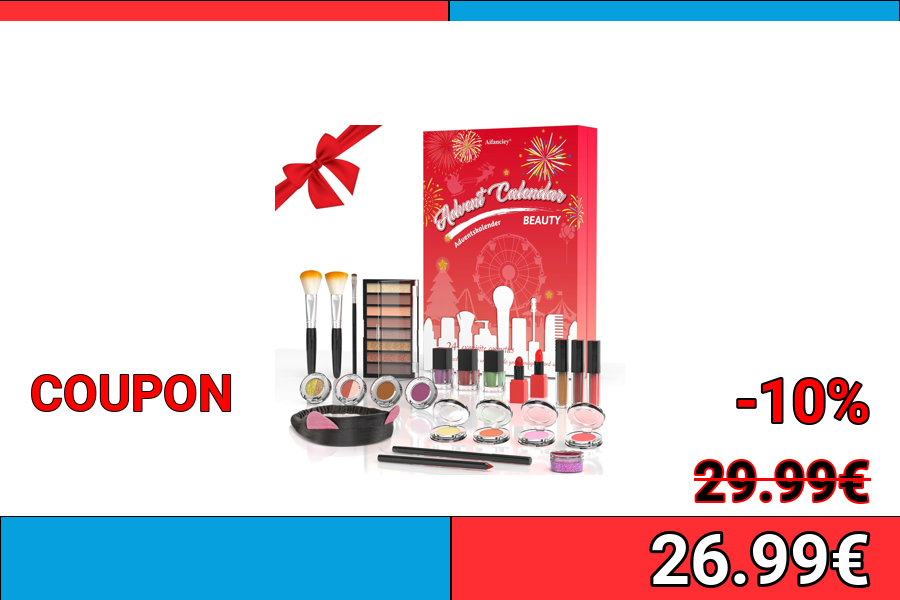 Aifanciey®
Advent Calendar
Adventskalender
BEAUTY
COUPON
-10%
29.99€
26.99€